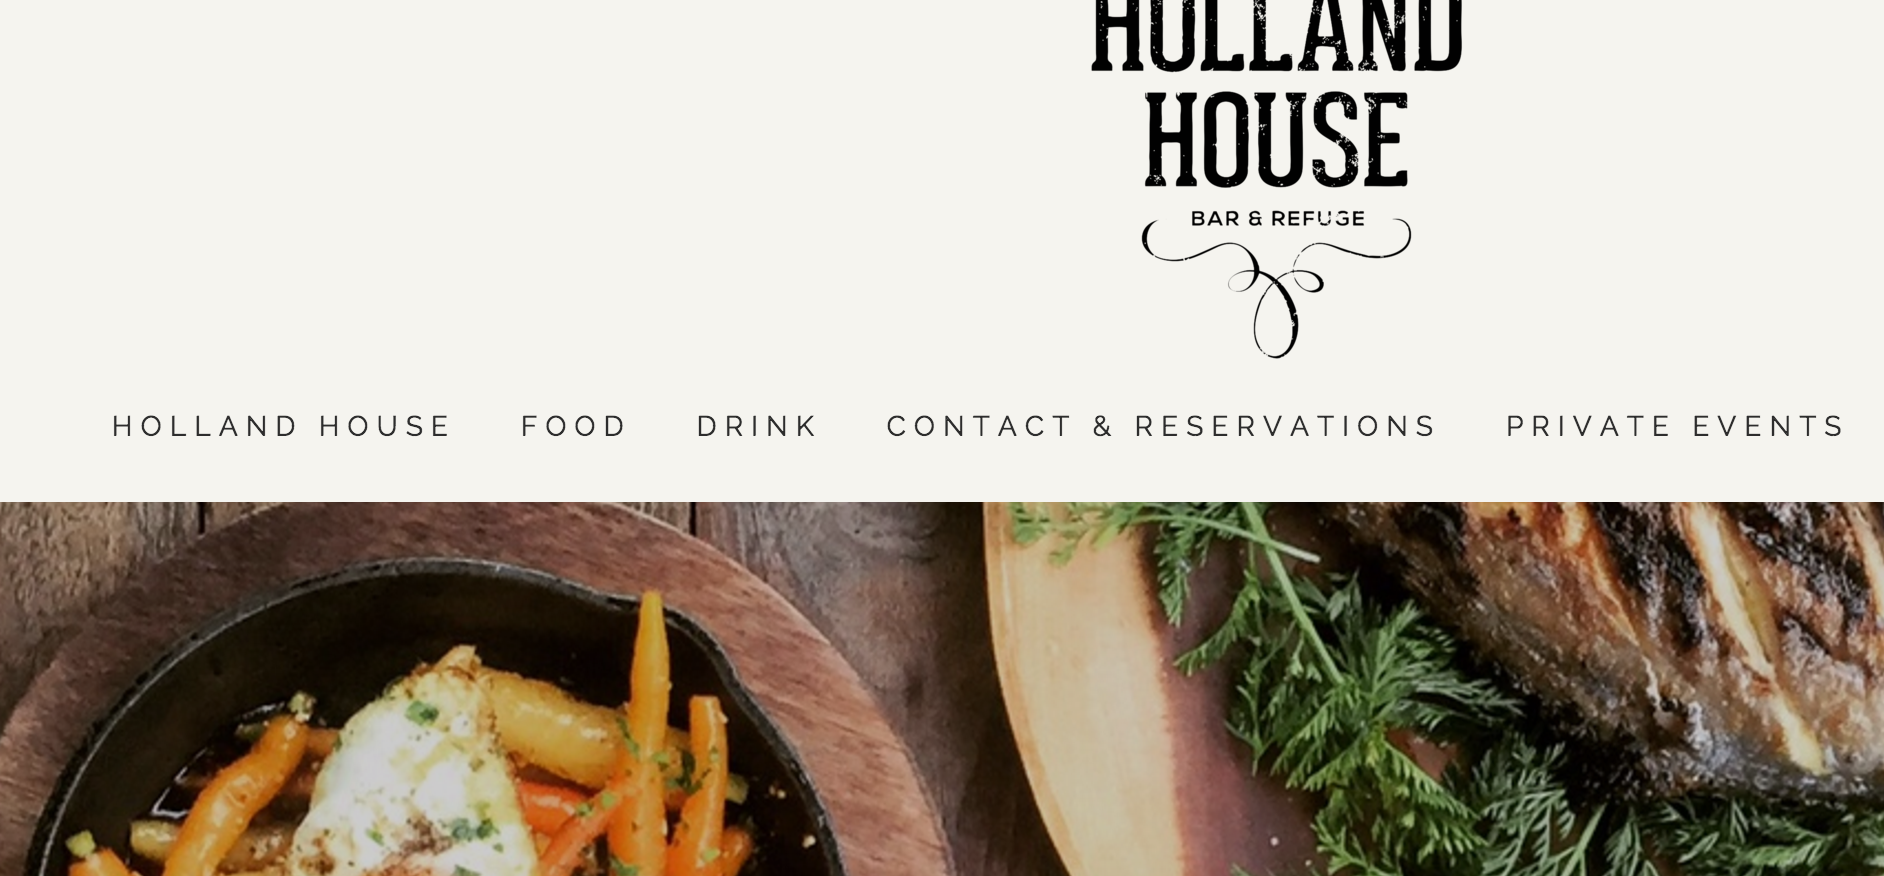 HOLLAND
HOUSE
BAR & REFUGE
HOLLAND HOUSE FOOD DRINK CONTACT & RESERVATIONS PRIVATE EVENTS